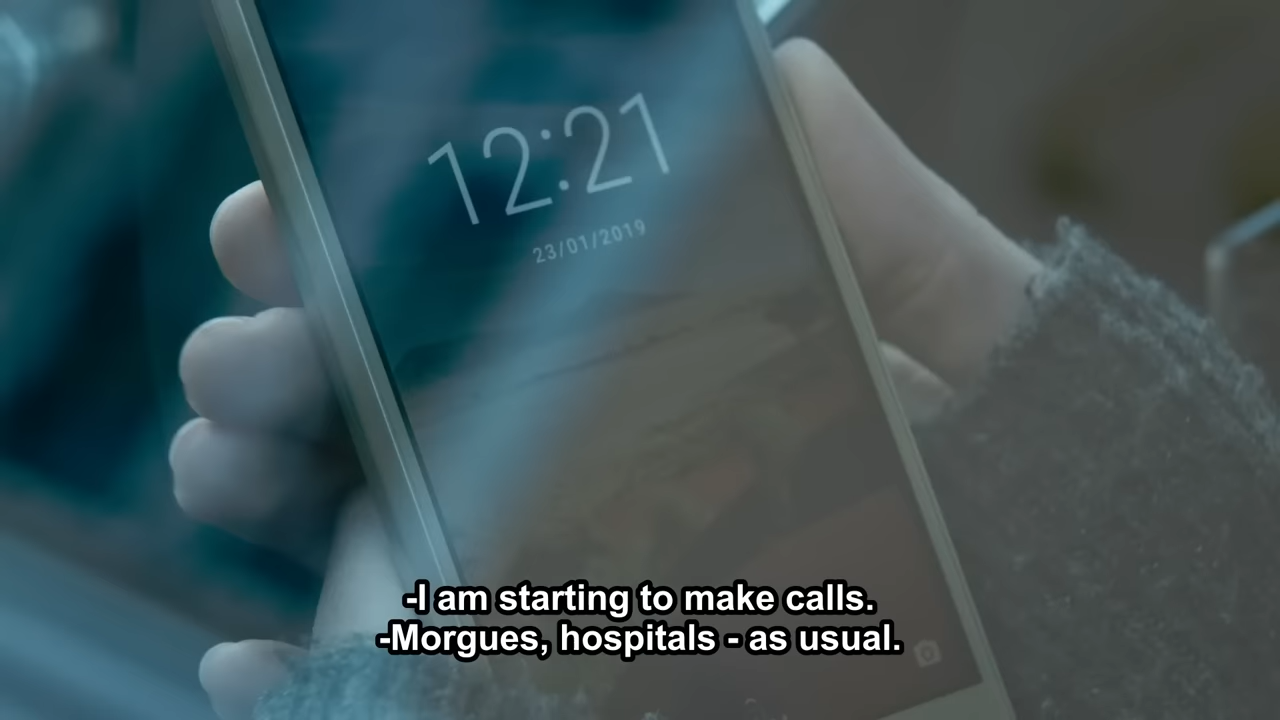 12:21
23/01/2019
-I am starting to make calls.
-Morgues, hospitals - as usual.